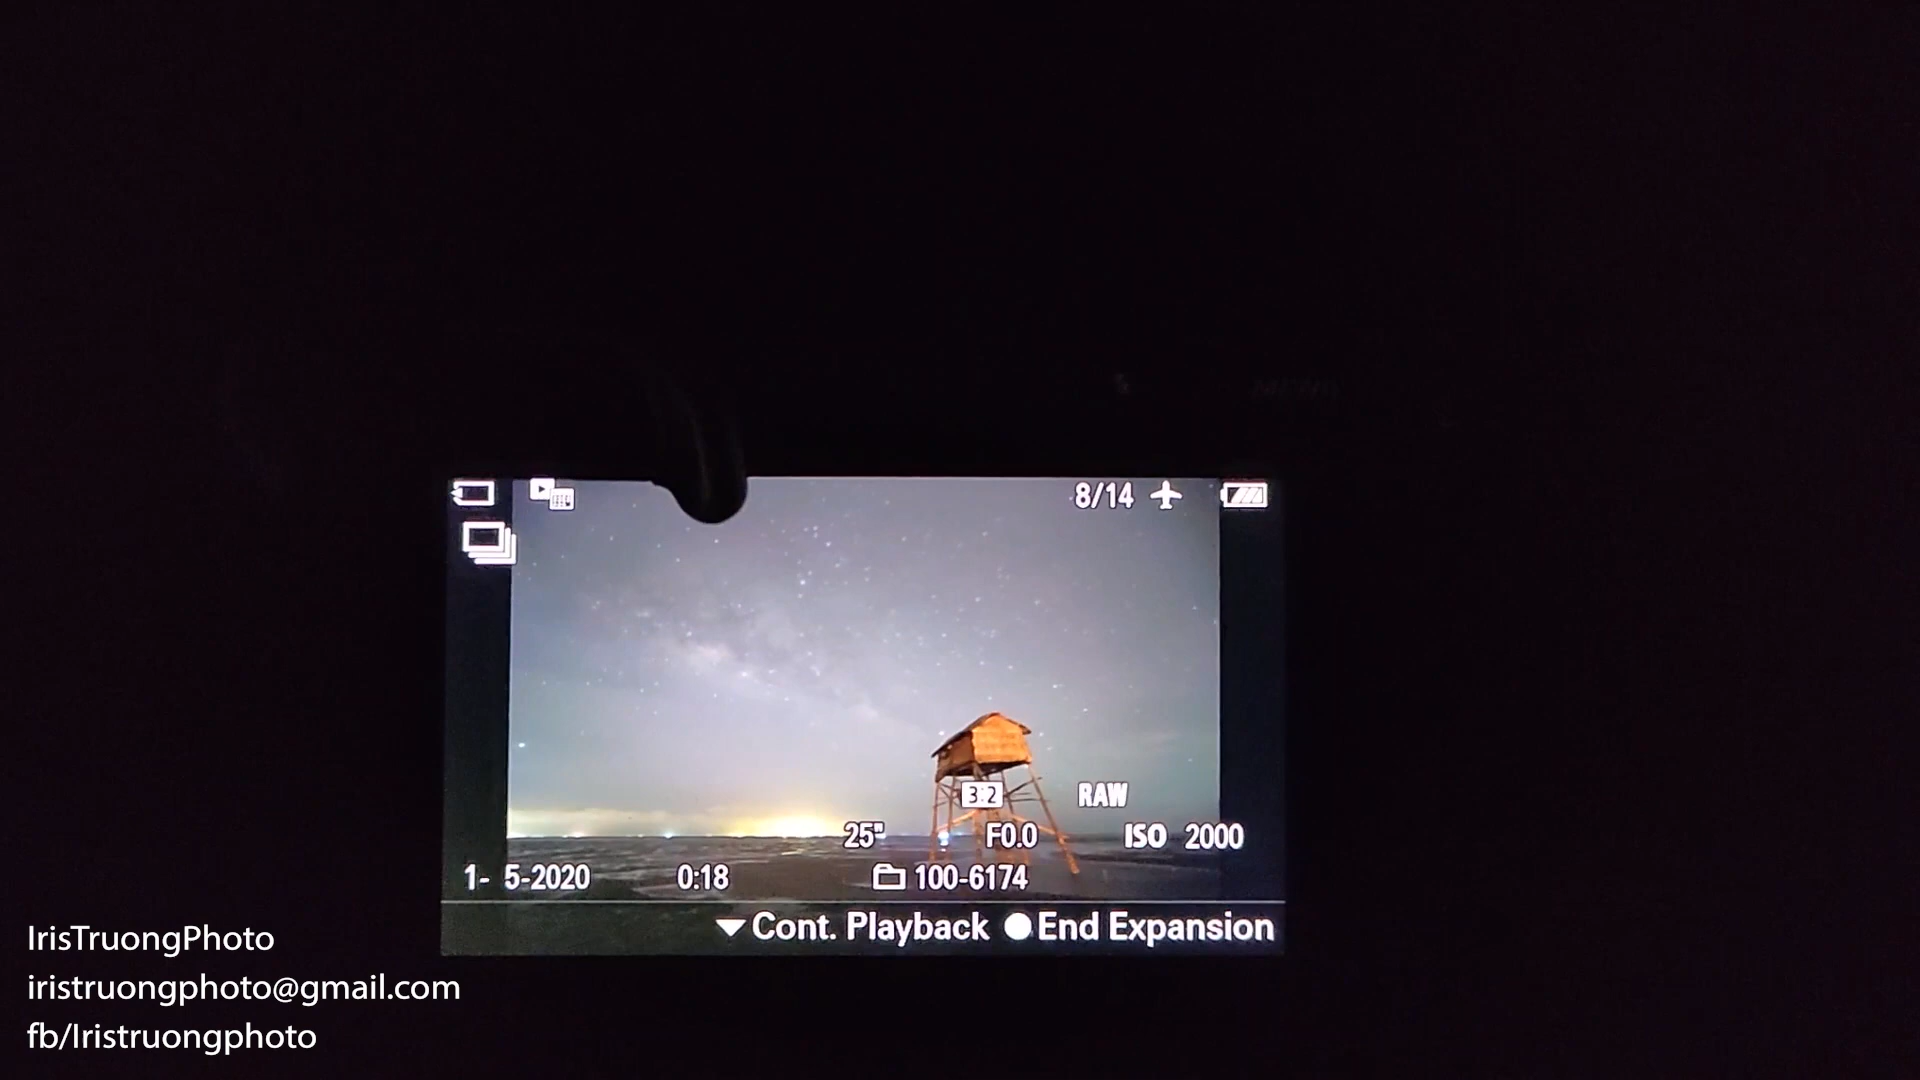 8/14
3:2 RAW
25" F0.0 ISO 2000
1- 5-2020 0:18 100-6174
Cont. Playback End Expansion
IrisTruongPhoto
iristruongphoto@gmail.com
fb/Iristruongphoto